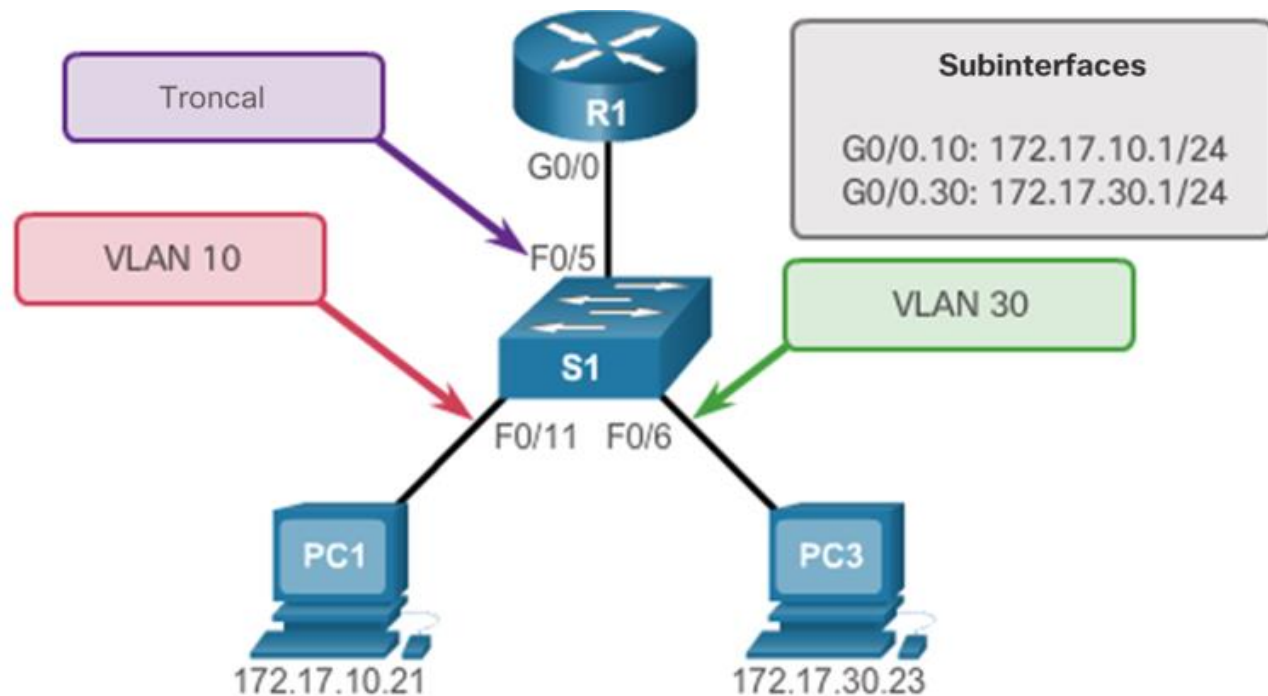 Troncal
R1
Subinterfaces
G0/0.10: 172.17.10.1/24
G0/0.30: 172.17.30.1/24
G0/0
VLAN 10
F0/5
VLAN 30
S1
F0/11 F0/6
PC1
PC3
172.17.10.21
172.17.30.23